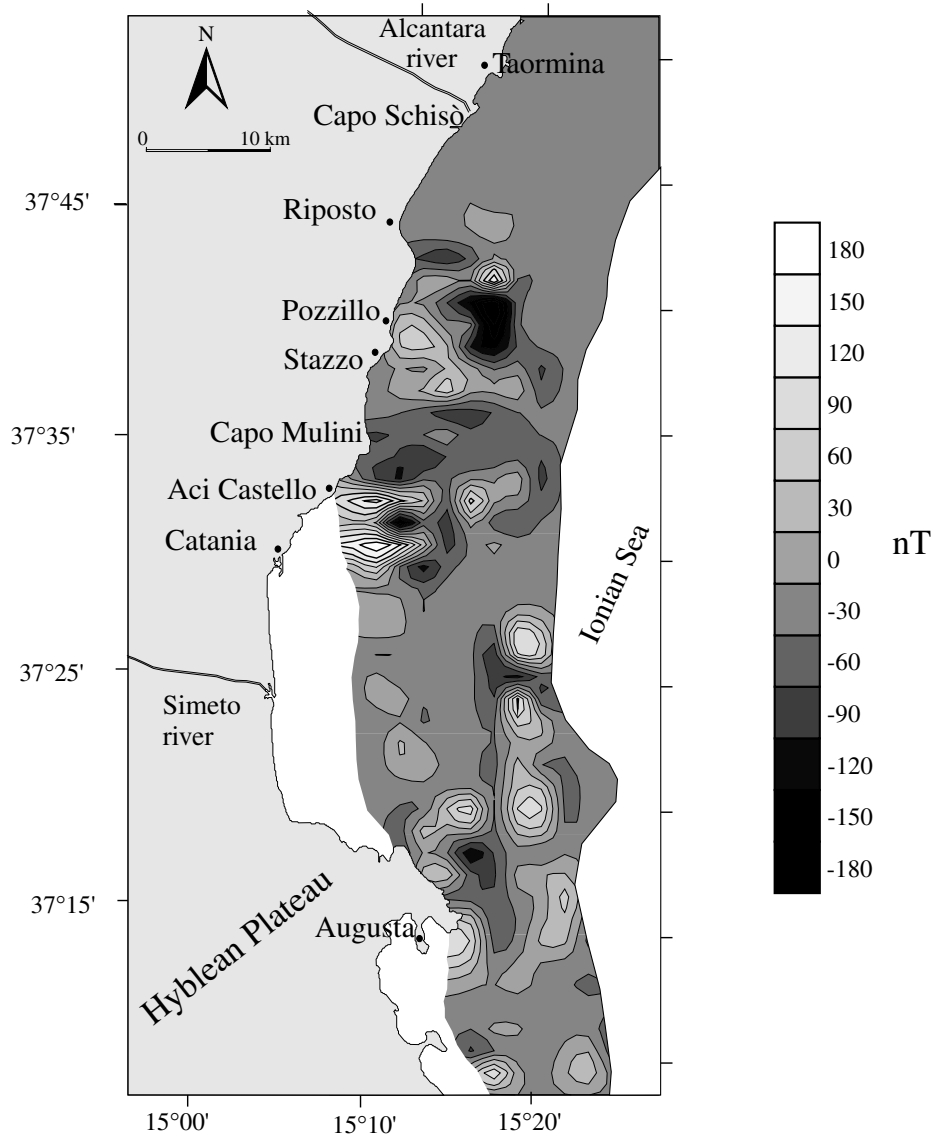 Alcantara
river
N
Taormina
Capo Schisò
0 10 km
37°45'
Riposto
180
150
Pozzillo
120
Stazzo
90
37°35'
Capo Mulini
60
Aci Castello
30
Catania
0
nT
-30
Ionian Sea
-60
37°25'
Simeto
river
-90
-120
-150
-180
37°15'
Hyblean Plateau
Augusta
15°00'
15°10'
15°20'